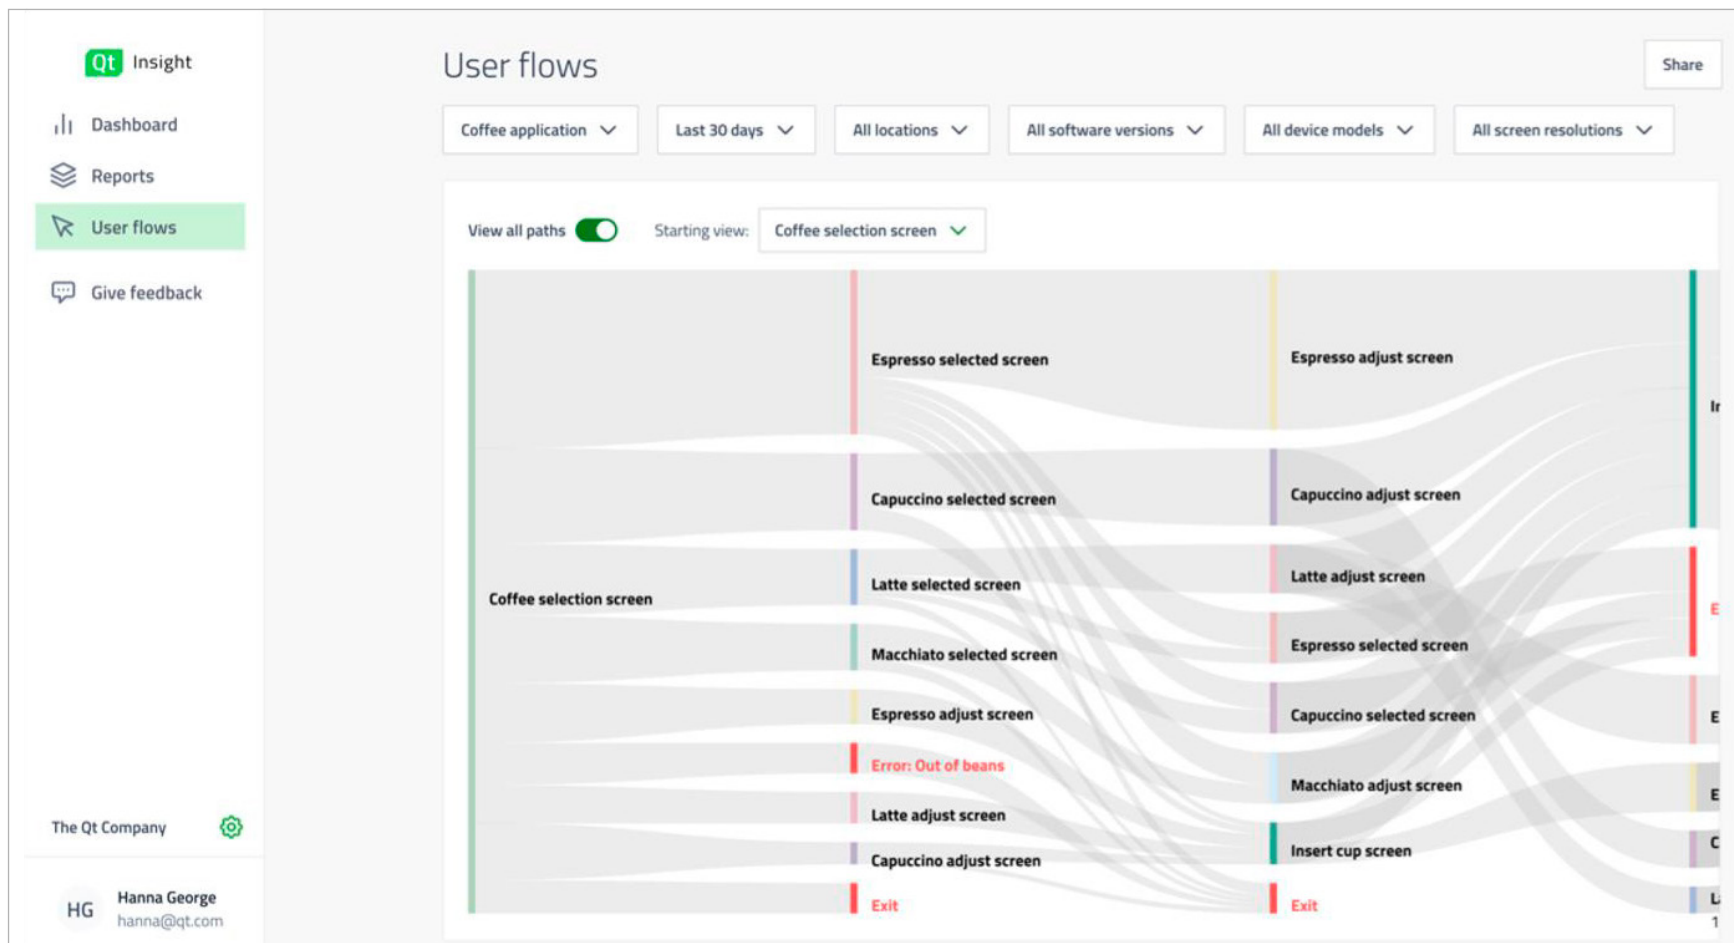 Qt Insight
Dashboard
Reports
User flows
Give feedback
The Qt Company
HG
Hanna George
hanna@qt.com
User flows
Share
Coffee application
Last 30 days
All locations
All software versions
All device models
All screen resolutions
View all paths
Starting view:
Coffee selection screen
Coffee selection screen
Espresso selected screen
Capuccino selected screen
Latte selected screen
Macchiato selected screen
Espresso adjust screen
Error: Out of beans
Latte adjust screen
Capuccino adjust screen
Exit
Espresso adjust screen
Capuccino adjust screen
Latte adjust screen
Espresso selected screen
Capuccino selected screen
Macchiato adjust screen
Insert cup screen
Exit
E
E
E
C
1